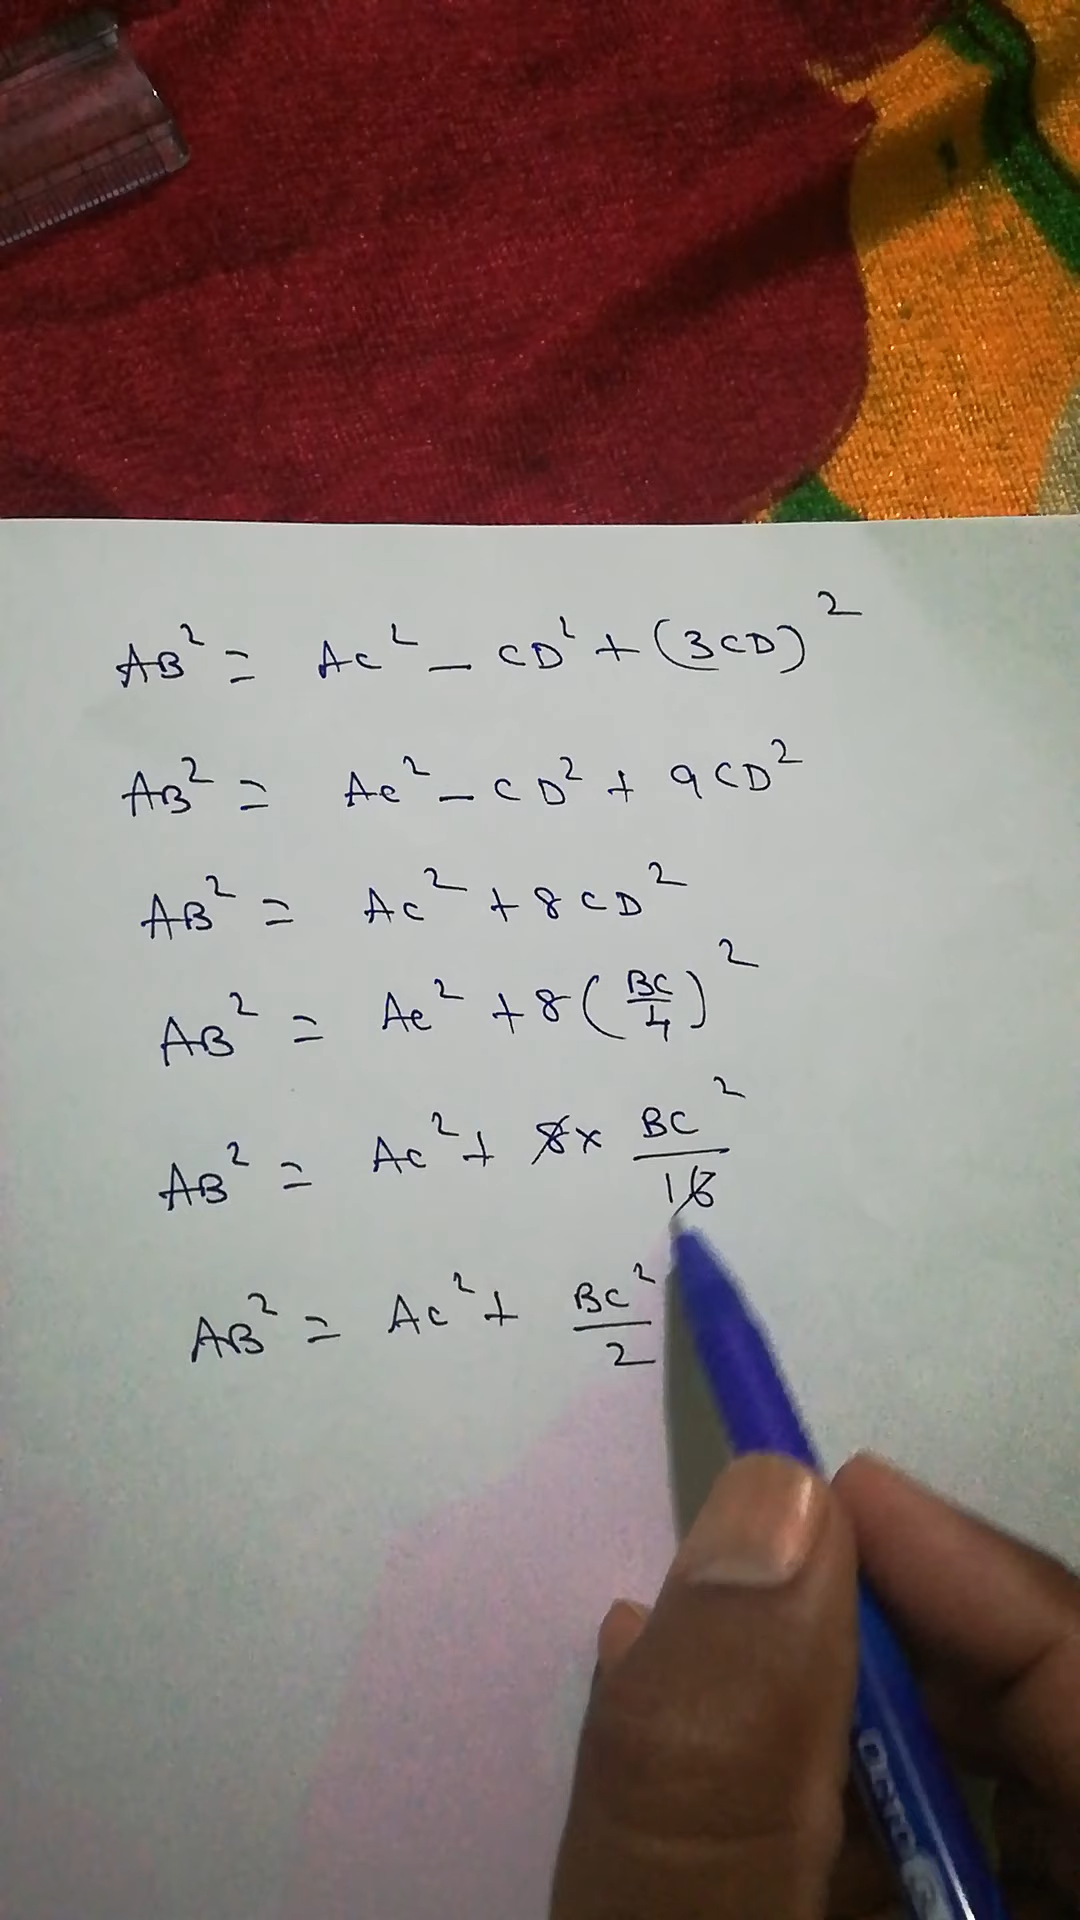 AB² = AC² - CD² + (3CD)²
AB² = AC² - CD² + 9CD²
AB² = AC² + 8CD²
AB² = AC² + 8(BC/4)²
AB² = AC² + 8 × BC²/16
AB² = AC² + BC²/2